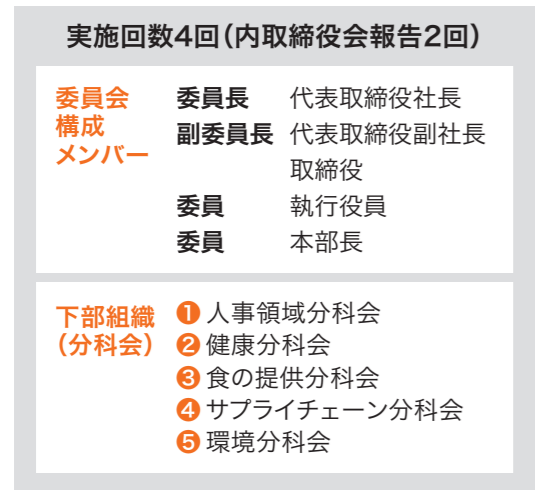 実施回数4回（内取締役会報告2回）
委員会 委員長 代表取締役社長
構成 副委員長 代表取締役副社長
メンバー 取締役
委員 執行役員
委員 本部長
下部組織 ❶人事領域分科会
（分科会） ❷健康分科会
❸食の提供分科会
❹サプライチェーン分科会
❺環境分科会